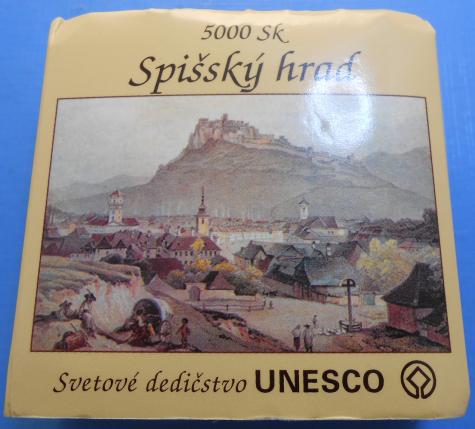 5000 Sk
Spišský hrad
Svetové dedičstvo UNESCO